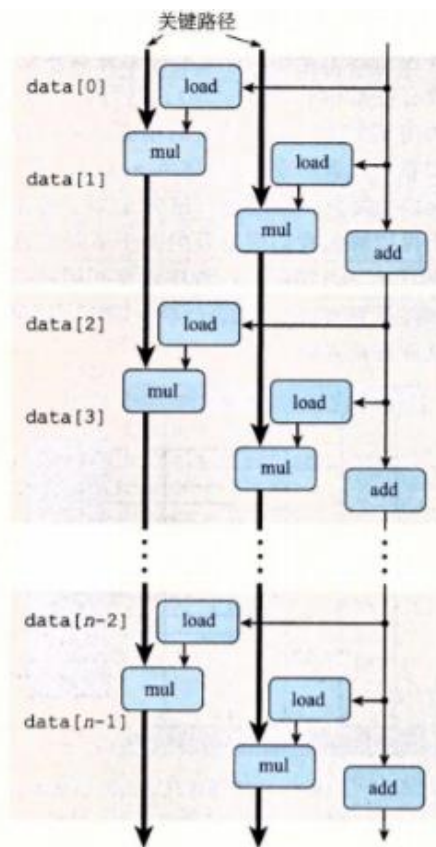 关键路径
data[0]
load
mul
data[1]
load
mul
add
data[2]
load
mul
data[3]
load
mul
add
data[n-2]
load
mul
data[n-1]
load
mul
add